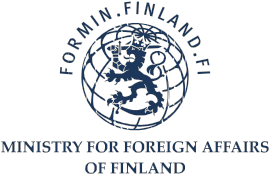 FORMIN.FINLAND.FI
MINISTRY FOR FOREIGN AFFAIRS
OF FINLAND